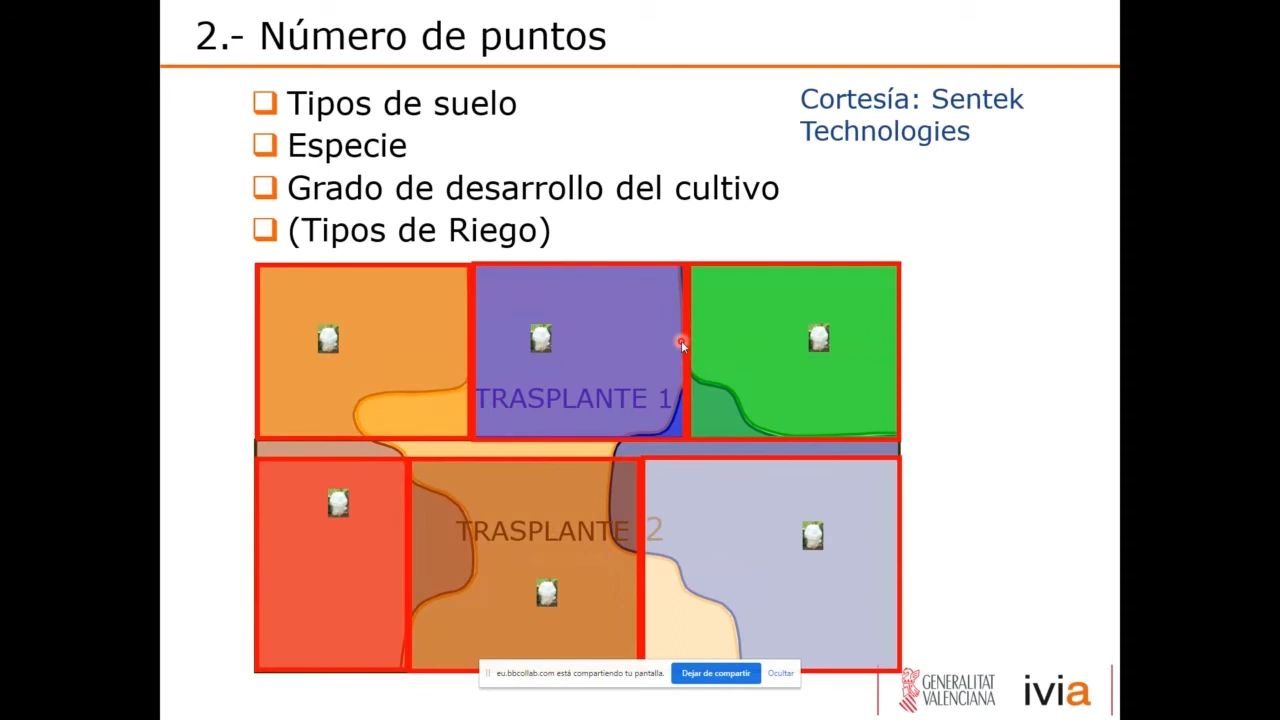 2.- Número de puntos
Tipos de suelo
Especie
Grado de desarrollo del cultivo
(Tipos de Riego)
Cortesía: Sentek
Technologies
TRASPLANTE 1
TRASPLANTE 2
eu.bbcollab.com está compartiendo tu pantalla.
Dejar de compartir
Ocultar
GENERALITAT
VALENCIANA
ivia